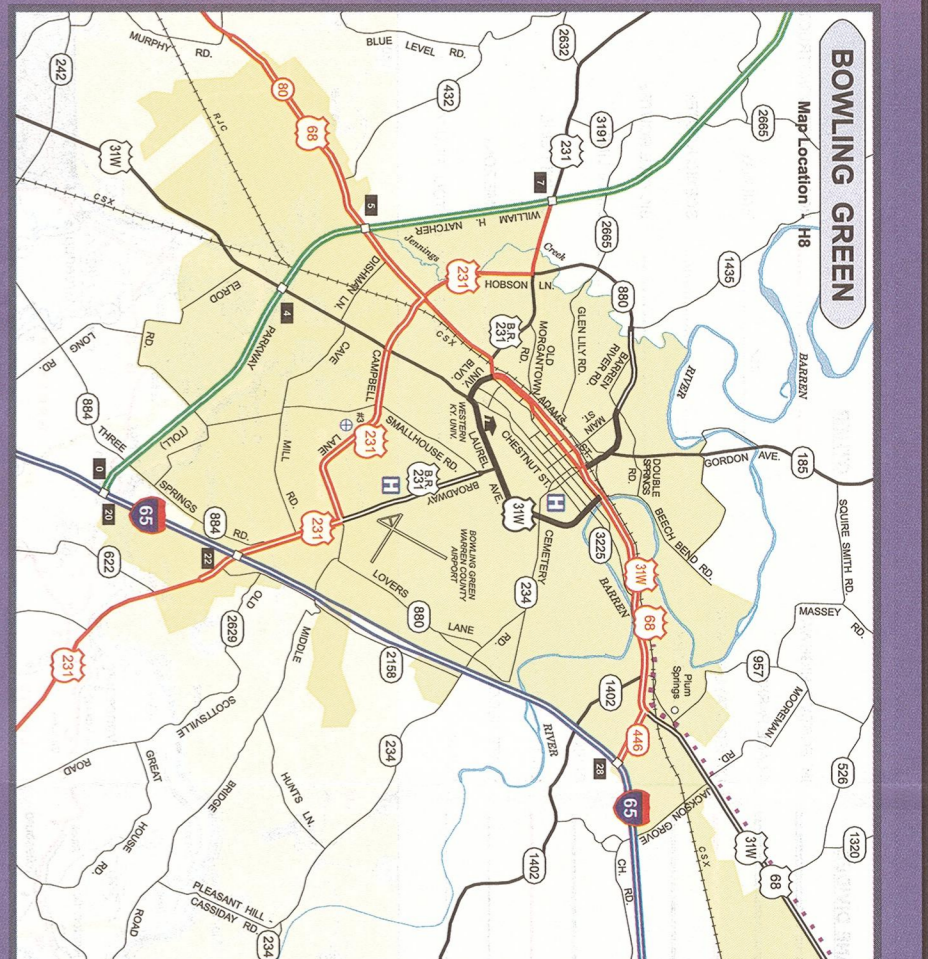 BOWLING GREEN
Map Location - H8
MURPHY RD.
BLUE LEVEL RD.
242
432
2632
3191
231
2665
2665
1435
80
68
RJC
31W
CSX
5
7
WILLIAM H. NATCHER
PARKWAY
(TOLL)
Jennings
Creek
231
HOBSON LN.
880
BARREN
RIVER
GLEN LILY RD.
BARREN
RIVER RD.
OLD
MORGANTOWN
RD.
B.R.
231
CSX
UNIV.
BLVD.
ADAMS
ST.
MAIN
ST.
DISHMAN LN.
ELROD
RD.
4
CAVE
MILL
RD.
CAMPBELL
LANE
#3
231
SMALLHOUSE RD.
WESTERN
KY. UNIV.
LAUREL
AVE.
CHESTNUT ST.
B.R.
231
BROADWAY
H
H
31W
CEMETERY
RD.
234
3225
DOUBLE
SPRINGS
RD.
GORDON AVE.
185
BEECH BEND RD.
SQUIRE SMITH RD.
LONG
RD.
884
THREE
SPRINGS
RD.
0
20
65
884
22
231
BOWLING GREEN
WARREN COUNTY
AIRPORT
LOVERS
LANE
880
BARREN
RIVER
31W
68
622
231
OLD
SCOTTSVILLE
ROAD
2629
MIDDLE
BRIDGE
ROAD
2158
234
1402
Plum
Springs
446
28
65
957
MASSEY
RD.
MOOREMAN
RD.
526
1320
31W
68
JACKSON GROVE
CSX
CH. RD.
1402
HUNTS LN.
GREAT
HOUSE
RD.
PLEASANT HILL -
CASSIDAY RD.
234